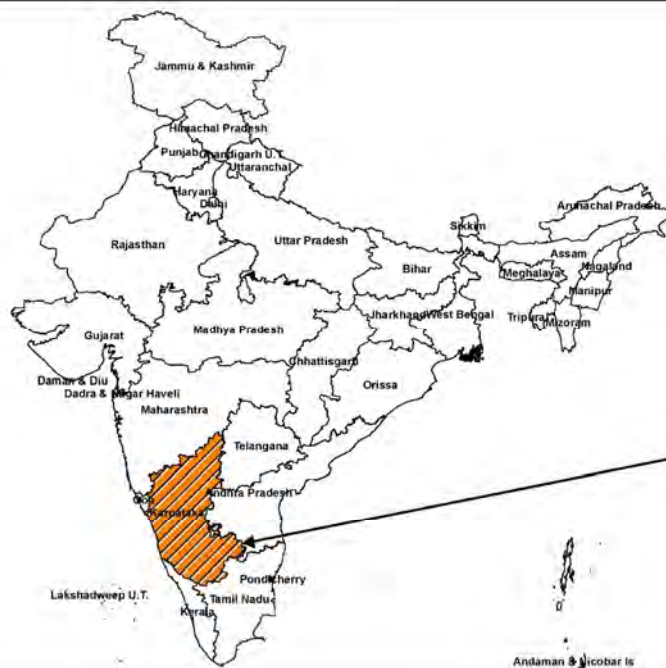 Jammu & Kashmir
Himachal Pradesh
Punjab
Chandigarh U.T.
Uttaranchal
Haryana
Delhi
Arunachal Pradesh
Sikkim
Rajasthan
Uttar Pradesh
Assam
Nagaland
Bihar
Meghalaya
Manipur
Jharkhand
West Bengal
Tripura
Mizoram
Gujarat
Madhya Pradesh
Chhattisgarh
Orissa
Daman & Diu
Dadra & Nagar Haveli
Maharashtra
Telangana
Andhra Pradesh
Goa
Karnataka
Pondicherry
Lakshadweep U.T.
Tamil Nadu
Kerala
Andaman & Nicobar Is